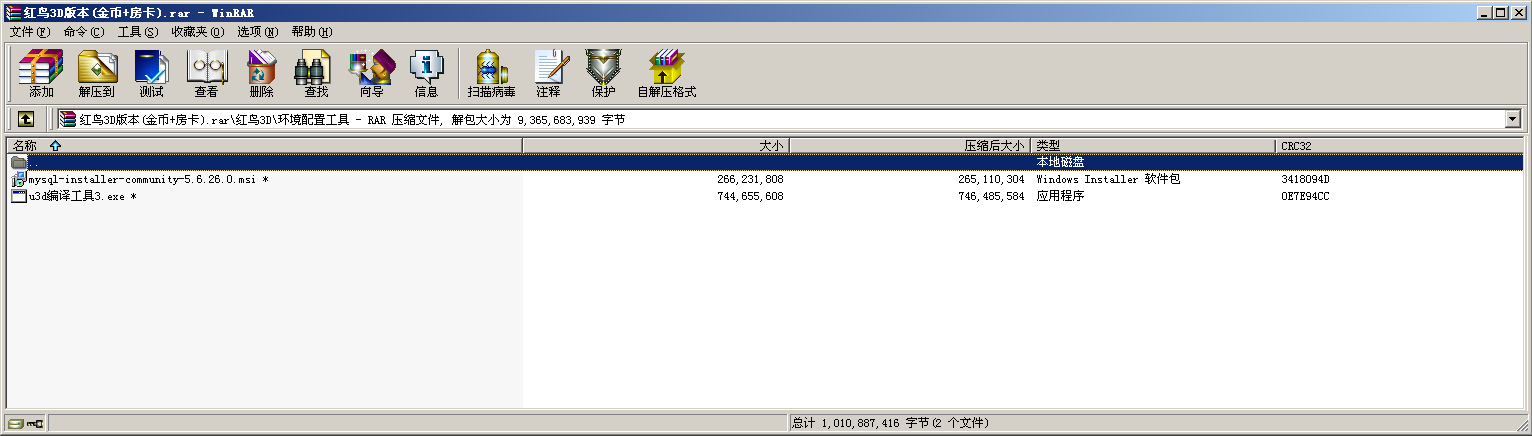 红鸟3D版本(金币+房卡).rar - WinRAR
文件(F) 命令(C) 工具(S) 收藏夹(O) 选项(N) 帮助(H)
添加 解压到 测试 查看 删除 查找 向导 信息 扫描病毒 注释 保护 自解压格式
红鸟3D版本(金币+房卡).rar\红鸟3D\环境配置工具 - RAR 压缩文件, 解包大小为 9,365,683,939 字节
名称 大小 压缩后大小 类型 CRC32
.. 本地磁盘
mysql-installer-community-5.6.26.0.msi * 266,231,808 265,110,304 Windows Installer 软件包 3418094D
u3d编译工具3.exe * 744,655,608 746,485,584 应用程序 0E7E94CC
总计 1,010,887,416 字节(2 个文件)